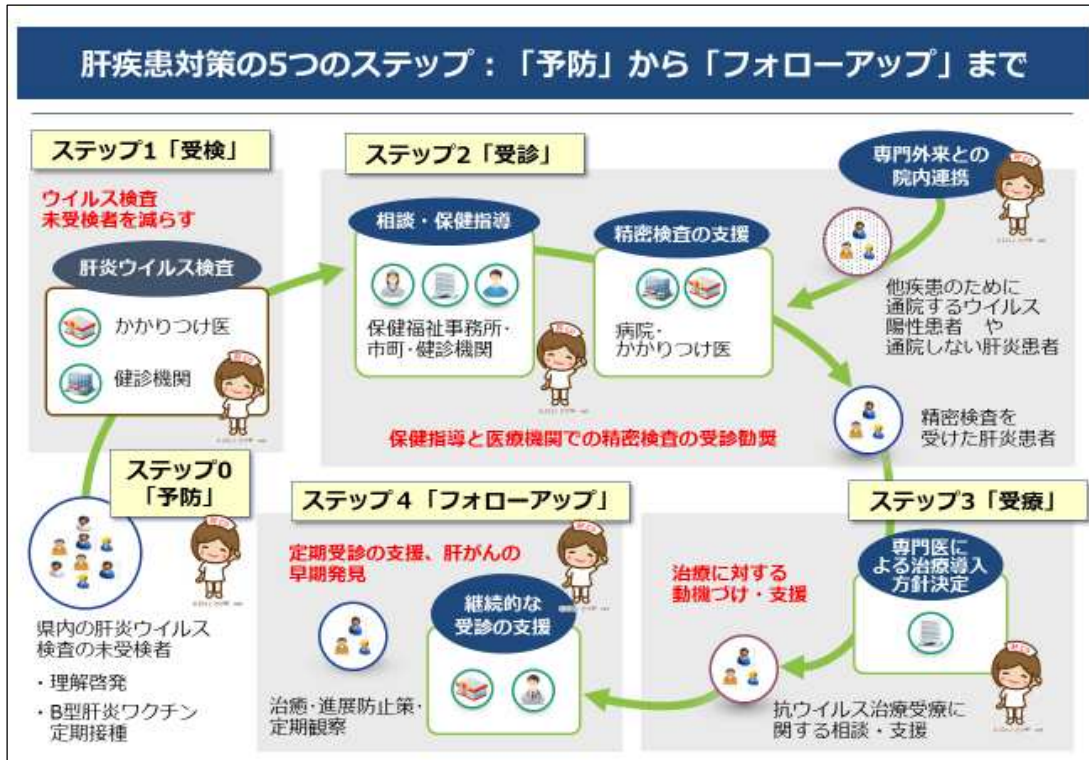 肝疾患対策の5つのステップ：「予防」から「フォローアップ」まで
ステップ1「受検」
ウイルス検査
未受検者を減らす
肝炎ウイルス検査
かかりつけ医
健診機関
ステップ0
「予防」
県内の肝炎ウイルス
検査の未受検者
・理解啓発
・B型肝炎ワクチン
定期接種
ステップ2「受診」
相談・保健指導
保健福祉事務所・
市町・健診機関
精密検査の支援
病院・
かかりつけ医
保健指導と医療機関での精密検査の受診勧奨
専門外来との
院内連携
他疾患のために
通院するウイルス
陽性患者　や
通院しない肝炎患者
精密検査を
受けた肝炎患者
ステップ3「受療」
専門医に
よる治療導入
方針決定
治療に対する
動機づけ・支援
抗ウイルス治療受療に
関する相談・支援
ステップ４「フォローアップ」
定期受診の支援、肝がんの
早期発見
継続的な
受診の支援
治癒・進展防止策・
定期観察